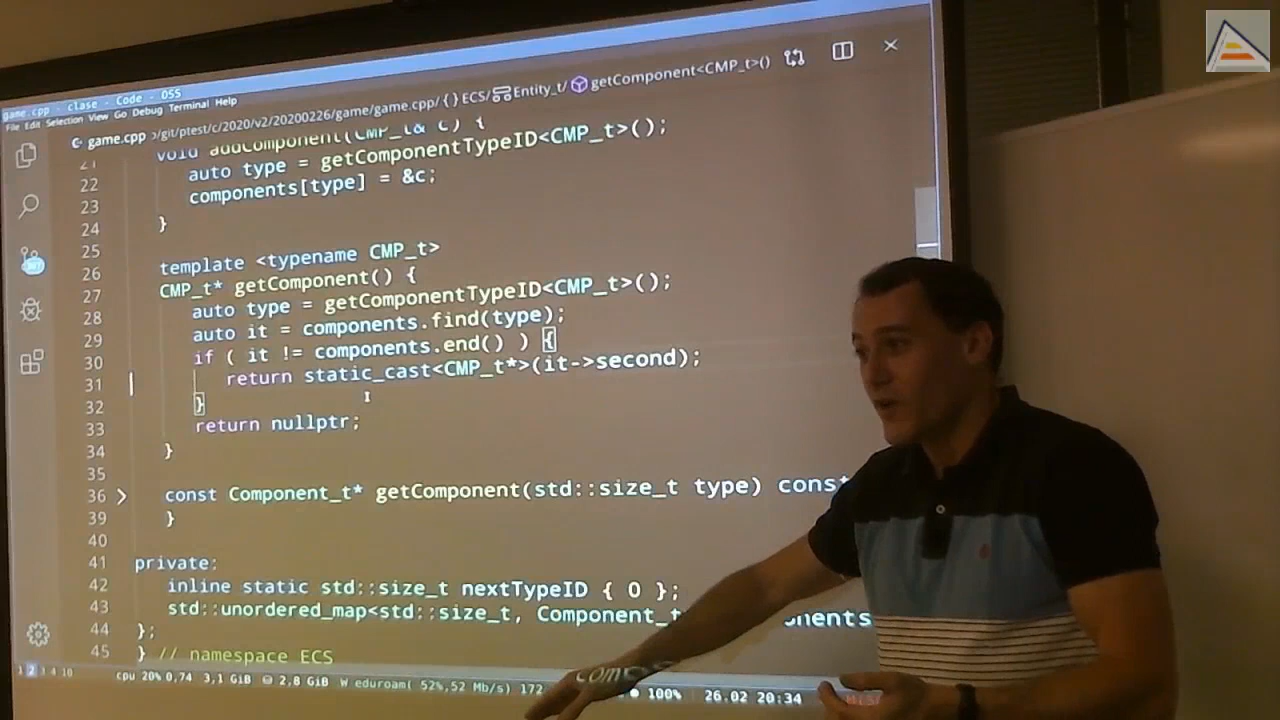 game.cpp - clase - Code - OSS
File Edit Selection View Go Debug Terminal Help
game.cpp /git/ptest/c/2020/v2/20200226/game/game.cpp/ { } ECS/ Entity_t/ getComponent<CMP_t>()
21 void addComponent(CMP_t& c) {
22 auto type = getComponentTypeID<CMP_t>();
23 components[type] = &c;
24 }
25
26 template <typename CMP_t>
27 CMP_t* getComponent() {
28 auto type = getComponentTypeID<CMP_t>();
29 auto it = components.find(type);
30 if ( it != components.end() ) {
31 return static_cast<CMP_t*>(it->second);
32 }
33 return nullptr;
34 }
35
36 const Component_t* getComponent(std::size_t type) const
39 }
40
41 private:
42 inline static std::size_t nextTypeID { 0 };
43 std::unordered_map<std::size_t, Component_t
44 };
45 } // namespace ECS
1 2 3 4 10 cpu 20% 0,74 3,1 GiB 2,8 GiB W eduroam( 52%,52 Mb/s) 172 100% 26.02 20:34